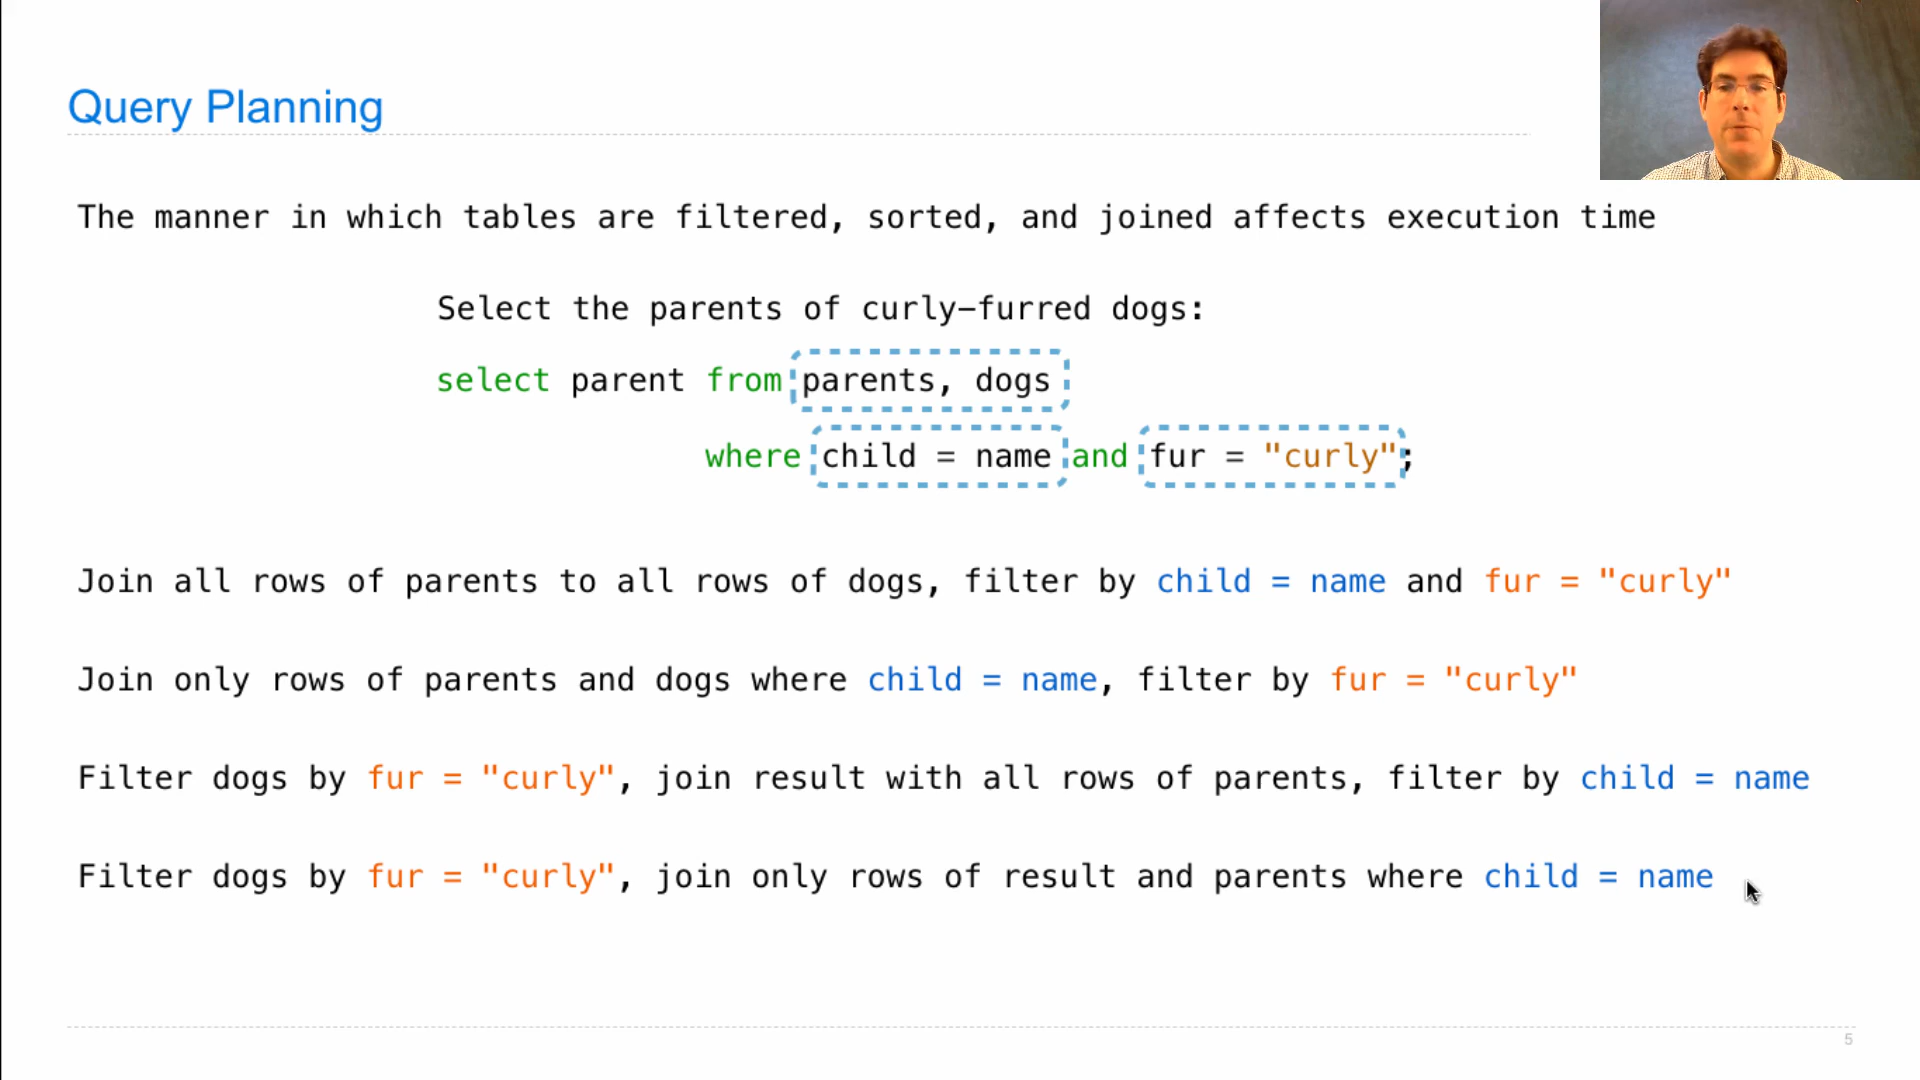 Query Planning
The manner in which tables are filtered, sorted, and joined affects execution time
Select the parents of curly-furred dogs:
select parent from parents, dogs
where child = name and fur = "curly";
Join all rows of parents to all rows of dogs, filter by child = name and fur = "curly"
Join only rows of parents and dogs where child = name, filter by fur = "curly"
Filter dogs by fur = "curly", join result with all rows of parents, filter by child = name
Filter dogs by fur = "curly", join only rows of result and parents where child = name
5